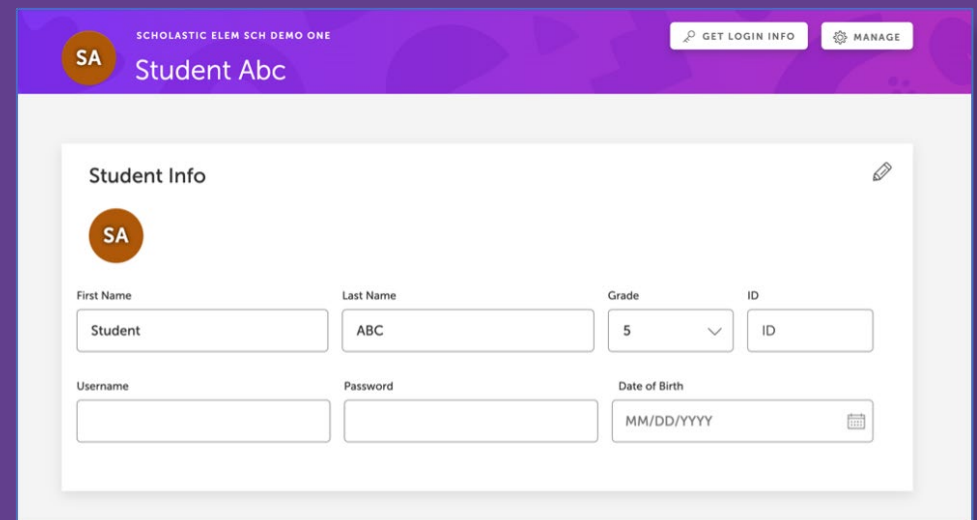 SCHOLASTIC ELEM SCH DEMO ONE
SA
Student Abc
GET LOGIN INFO
MANAGE
Student Info
SA
First Name
Last Name
Grade
ID
Student
ABC
5
ID
Username
Password
Date of Birth
MM/DD/YYYY